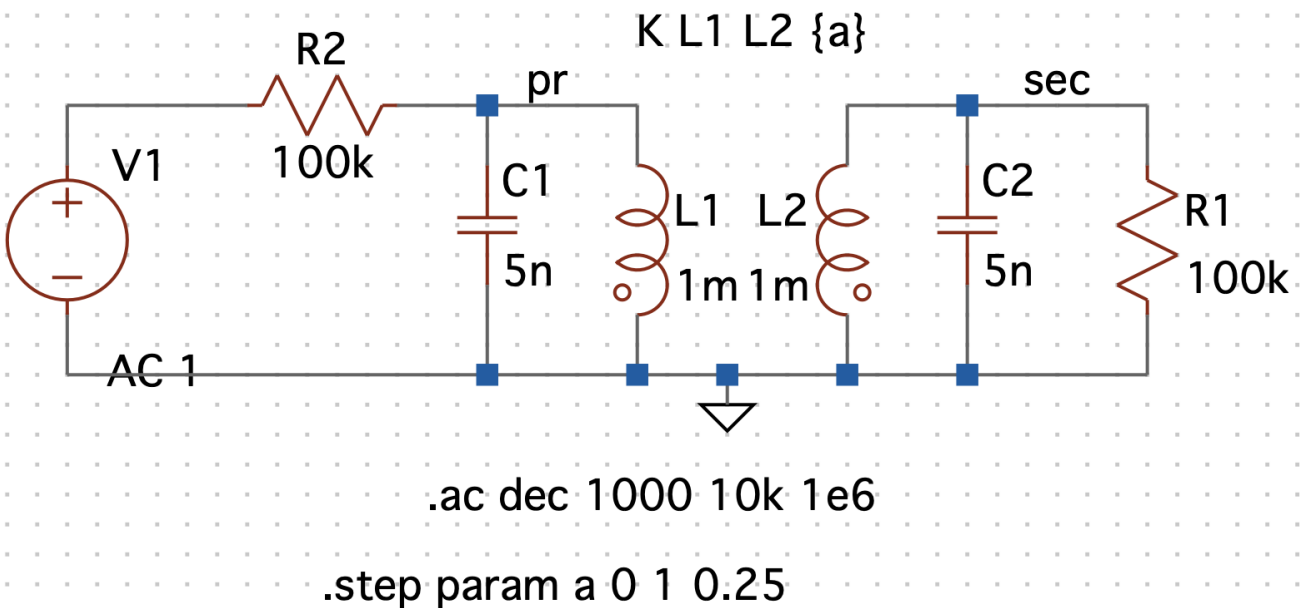 K L1 L2 {a}
R2
pr
sec
V1
100k
C1
C2
L1
L2
R1
5n
1m
1m
5n
100k
AC 1
.ac dec 1000 10k 1e6
.step param a 0 1 0.25